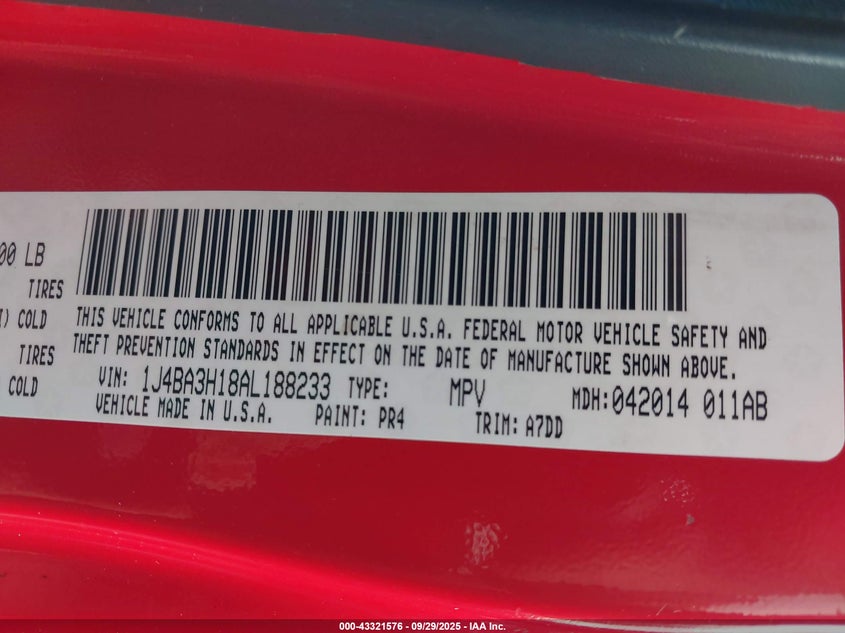 00 LB
TIRES
) COLD
TIRES
COLD
THIS VEHICLE CONFORMS TO ALL APPLICABLE U.S.A. FEDERAL MOTOR VEHICLE SAFETY AND
THEFT PREVENTION STANDARDS IN EFFECT ON THE DATE OF MANUFACTURE SHOWN ABOVE.
VIN: 1J4BA3H18AL188233 TYPE: MPV MDH:042014 011AB
VEHICLE MADE IN U.S.A. PAINT: PR4 TRIM: A7DD
000-43321576 - 09/29/2025 - IAA Inc.